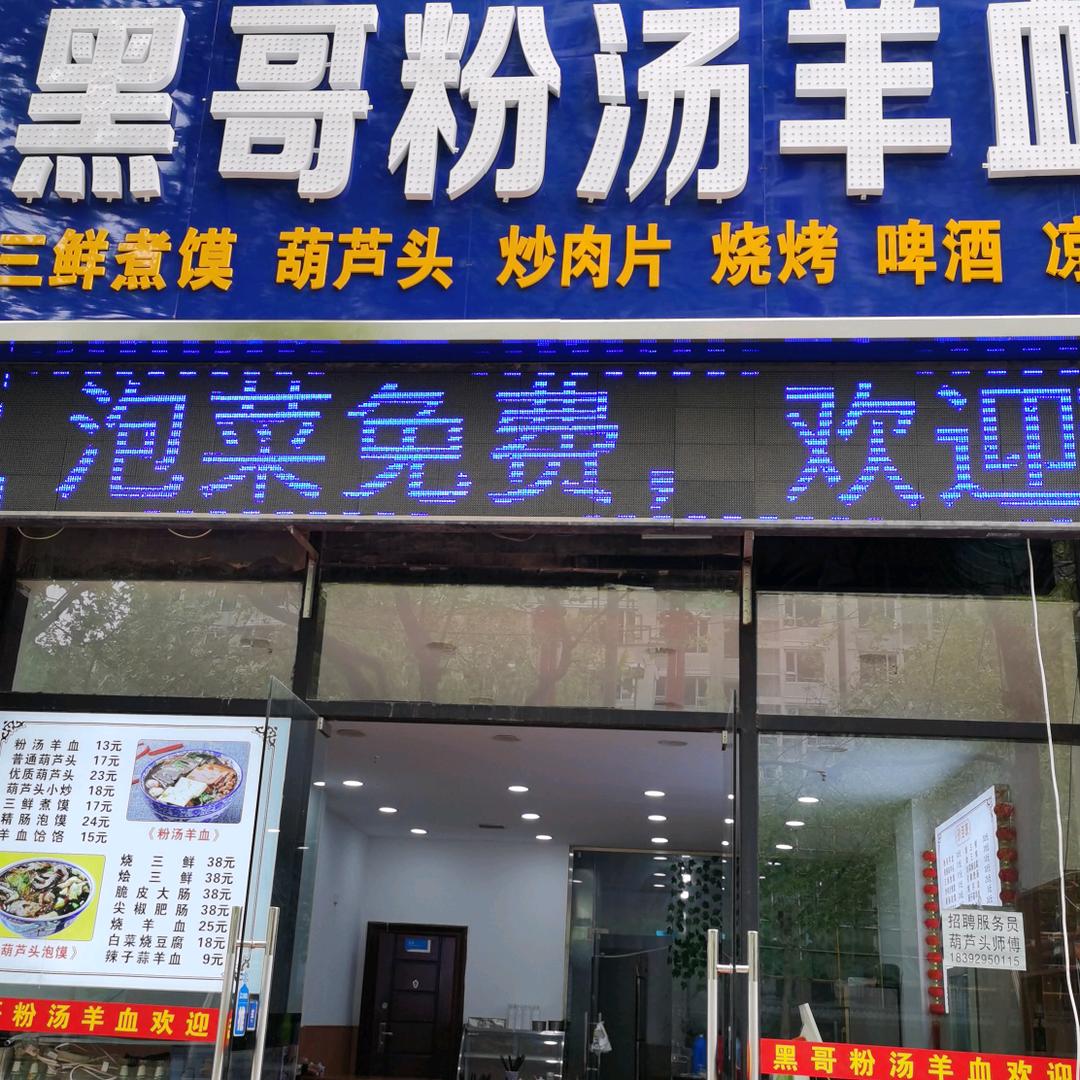 黑哥粉汤羊血
三鲜煮馍 葫芦头 炒肉片 烧烤 啤酒 凉
泡菜免费，欢迎
粉汤羊血 13元
普通葫芦头 17元
优质葫芦头 23元
葫芦头小炒 18元
三鲜煮馍 17元
精肠泡馍 24元
羊血饸饹 15元
《粉汤羊血》
烧三鲜 38元
烩三鲜 38元
脆皮大肠 38元
尖椒肥肠 38元
烧羊血 25元
白菜烧豆腐 18元
辣子蒜羊血 9元
葫芦头泡馍》
招聘服务员
葫芦头师傅
18392950115
哥粉汤羊血欢迎
黑哥粉汤羊血欢迎